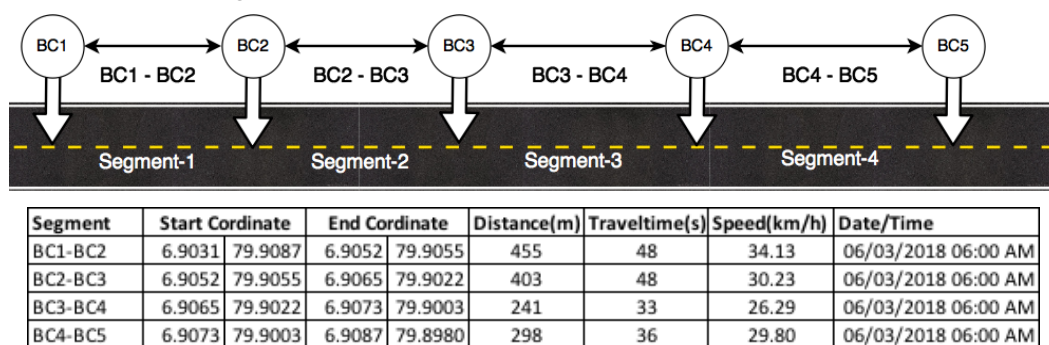 BC1 BC2 BC3 BC4 BC5
BC1 - BC2 BC2 - BC3 BC3 - BC4 BC4 - BC5
Segment-1 Segment-2 Segment-3 Segment-4
Segment Start Cordinate End Cordinate Distance(m) Traveltime(s) Speed(km/h) Date/Time
BC1-BC2 6.9031 79.9087 6.9052 79.9055 455 48 34.13 06/03/2018 06:00 AM
BC2-BC3 6.9052 79.9055 6.9065 79.9022 403 48 30.23 06/03/2018 06:00 AM
BC3-BC4 6.9065 79.9022 6.9073 79.9003 241 33 26.29 06/03/2018 06:00 AM
BC4-BC5 6.9073 79.9003 6.9087 79.8980 298 36 29.80 06/03/2018 06:00 AM